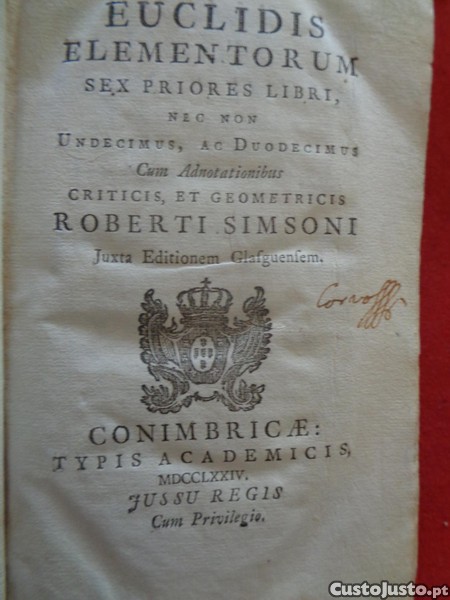 EUCLIDIS
ELEMENTORUM
SEX PRIORES LIBRI,
NEC NON
UNDECIMUS, AC DUODECIMUS
Cum Adnotationibus
CRITICIS, ET GEOMETRICIS
ROBERTI SIMSONI
Juxta Editionem Glaſguenſem.
CONIMBRICÆ:
TYPIS ACADEMICIS,
MDCCLXXIV.
JUSSU REGIS
Cum Privilegio.
CustoJusto.pt